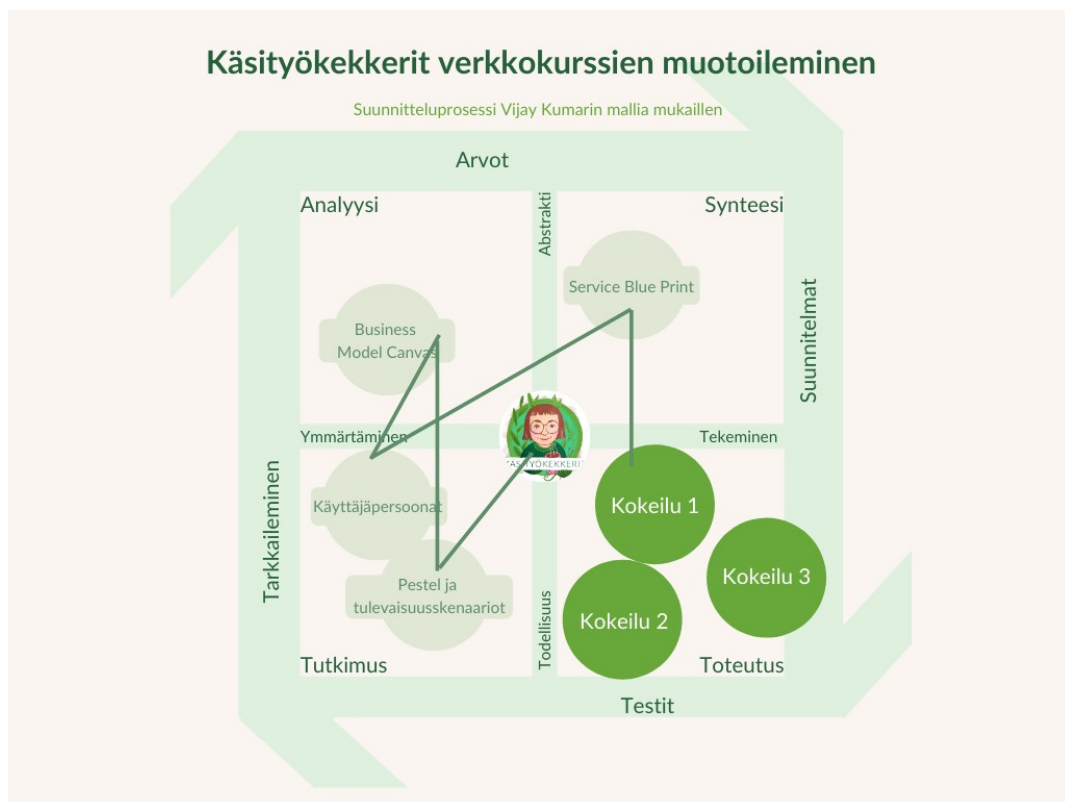 Käsityökekkerit verkkokurssien muotoileminen
Suunnitteluprosessi Vijay Kumarin mallia mukaillen
Arvot
Analyysi
Abstrakti
Synteesi
Service Blue Print
Suunnitelmat
Business
Model Canvas
Ymmärtäminen
Tekeminen
KÄSITYÖKEKKERIT
Tarkkaileminen
Käyttäjäpersoonat
Kokeilu 1
Kokeilu 3
Pestel ja
tulevaisuusskenaariot
Kokeilu 2
Todellisuus
Tutkimus
Toteutus
Testit